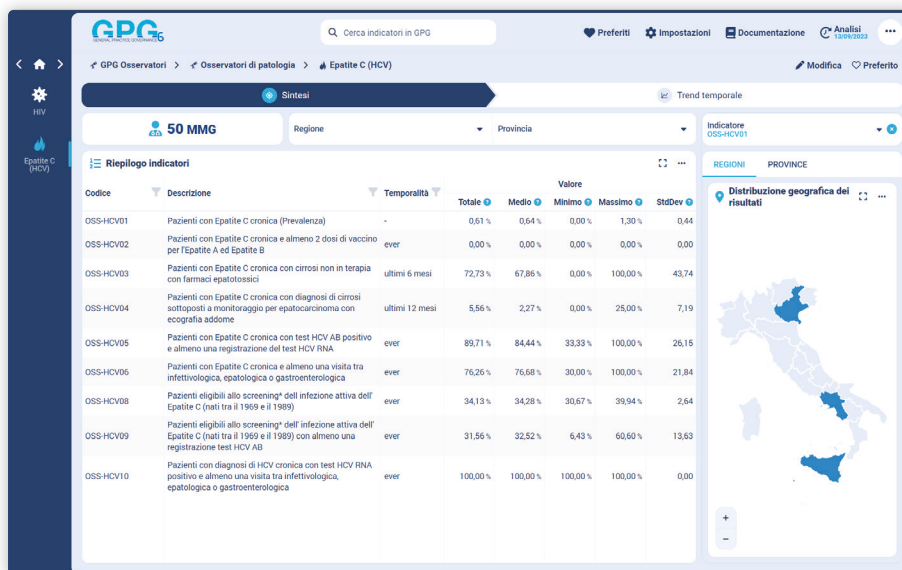 GPG6
GENERAL PRACTICE GOVERNANCE
Cerca indicatori in GPG
Preferiti
Impostazioni
Documentazione
Analisi
13/09/2023
GPG Osservatori > Osservatori di patologia > Epatite C (HCV)
Modifica
Preferito
HIV
Epatite C
(HCV)
Sintesi
Trend temporale
50 MMG
Regione
Provincia
Indicatore
OSS-HCV01
Riepilogo indicatori
REGIONI PROVINCE
Distribuzione geografica dei
risultati
Codice Descrizione Temporalità Valore
Totale Medio Minimo Massimo StdDev
OSS-HCV01 Pazienti con Epatite C cronica (Prevalenza) - 0,61 % 0,64 % 0,00 % 1,30 % 0,44
OSS-HCV02 Pazienti con Epatite C cronica e almeno 2 dosi di vaccino
per l'Epatite A ed Epatite B ever 0,00 % 0,00 % 0,00 % 0,00 % 0,00
OSS-HCV03 Pazienti con Epatite C cronica con cirrosi non in terapia
con farmaci epatotossici ultimi 6 mesi 72,73 % 67,86 % 0,00 % 100,00 % 43,74
OSS-HCV04 Pazienti con Epatite C cronica con diagnosi di cirrosi
sottoposti a monitoraggio per epatocarcinoma con
ecografia addome ultimi 12 mesi 5,56 % 2,27 % 0,00 % 25,00 % 7,19
OSS-HCV05 Pazienti con Epatite C cronica con test HCV AB positivo
e almeno una registrazione del test HCV RNA ever 89,71 % 84,44 % 33,33 % 100,00 % 26,15
OSS-HCV06 Pazienti con Epatite C cronica e almeno una visita tra
infettivologica, epatologica o gastroenterologica ever 76,26 % 76,68 % 30,00 % 100,00 % 21,84
OSS-HCV08 Pazienti eligibili allo screening* dell' infezione attiva dell'
Epatite C (nati tra il 1969 e il 1989) ever 34,13 % 34,28 % 30,67 % 39,94 % 2,64
OSS-HCV09 Pazienti eligibili allo screening* dell' infezione attiva dell'
Epatite C (nati tra il 1969 e il 1989) con almeno una
registrazione test HCV AB ever 31,56 % 32,52 % 6,43 % 60,60 % 13,63
OSS-HCV10 Pazienti con diagnosi di HCV cronica con test HCV RNA
positivo e almeno una visita tra infettivologica,
epatologica o gastroenterologica ever 100,00 % 100,00 % 100,00 % 100,00 % 0,00
+
−